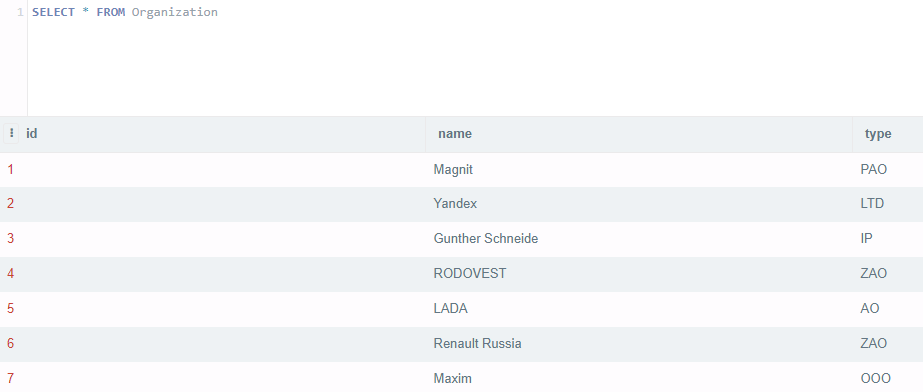 1 SELECT * FROM Organization
⋮ id name type
1 Magnit PAO
2 Yandex LTD
3 Gunther Schneide IP
4 RODOVEST ZAO
5 LADA AO
6 Renault Russia ZAO
7 Maxim OOO